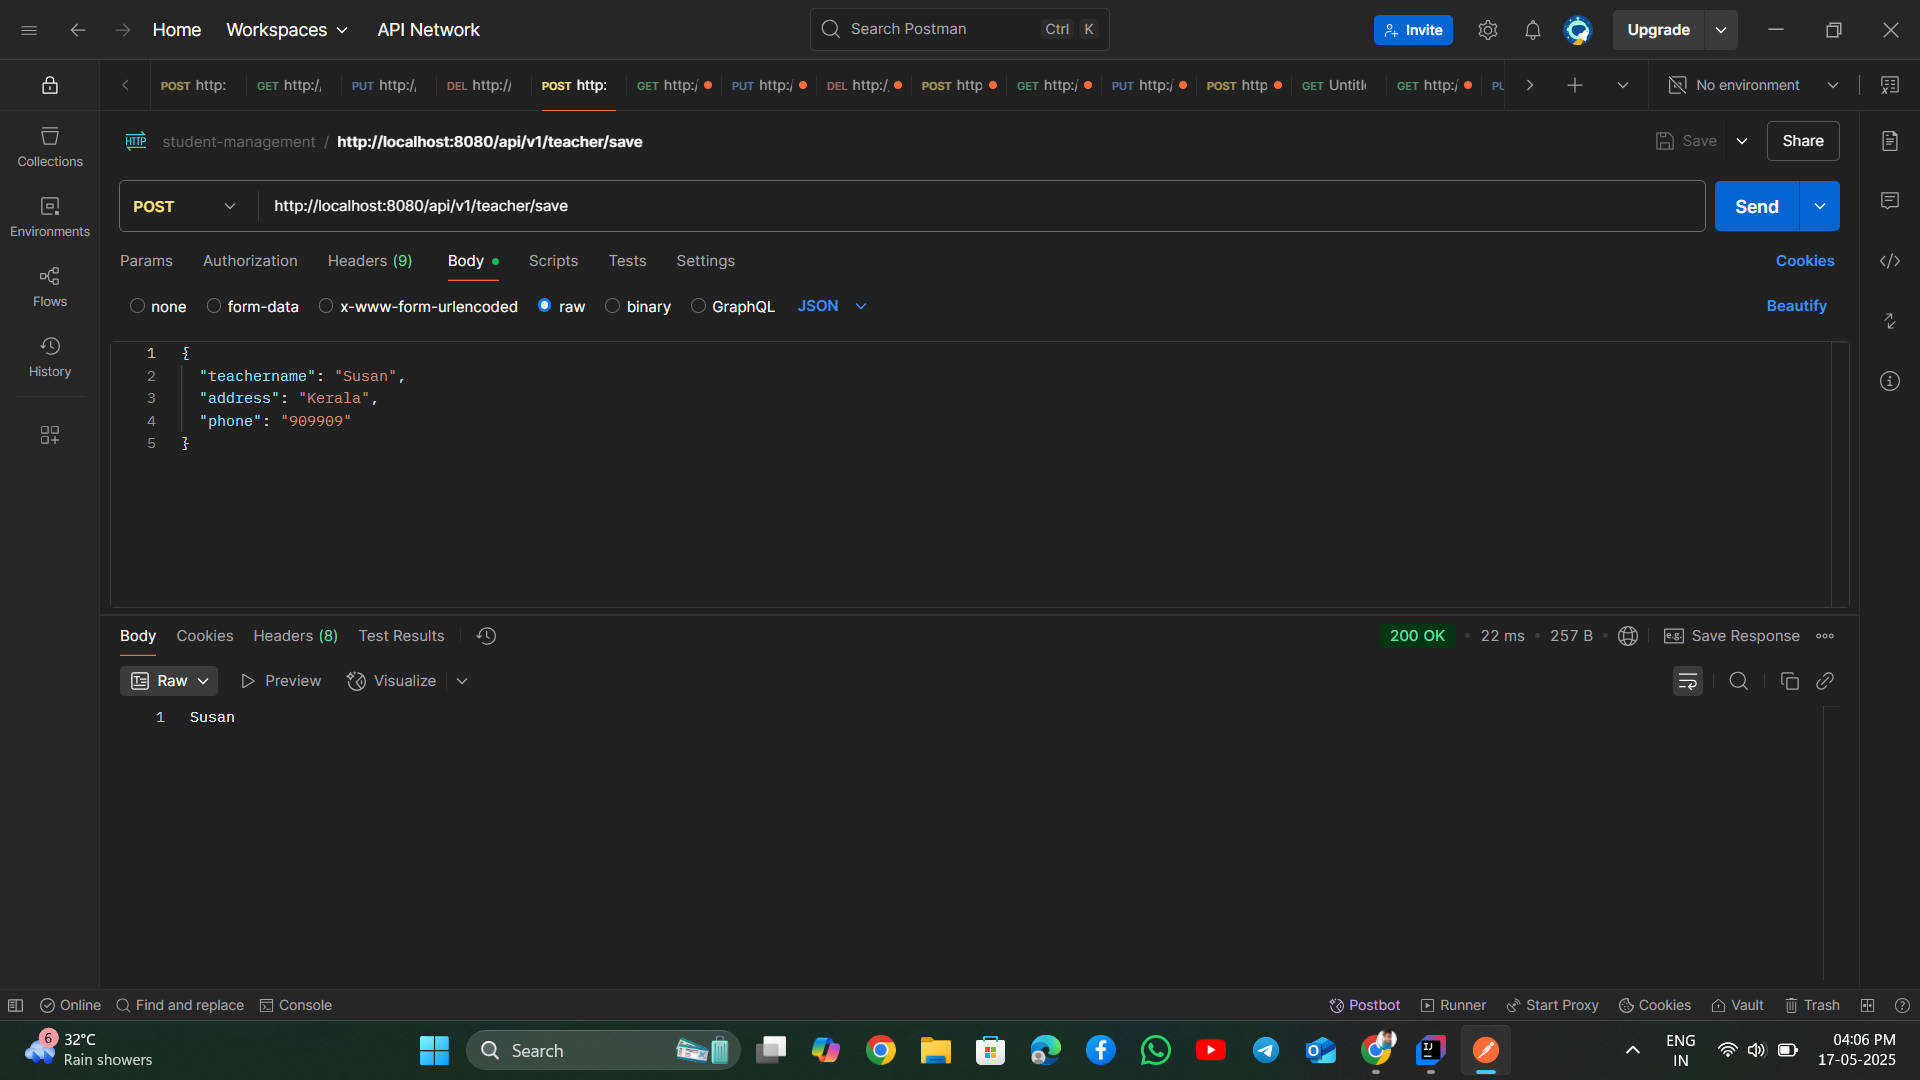 Home Workspaces API Network Search Postman Ctrl K Invite Upgrade
POST http: GET http:/, PUT http:/, DEL http:// POST http: GET http:/ PUT http:/ DEL http:/ POST http GET http:/ PUT http:/ POST http GET Untitl GET http:/ PU No environment
Collections
Environments
Flows
History
HTTP student-management / http://localhost:8080/api/v1/teacher/save Save Share
POST http://localhost:8080/api/v1/teacher/save Send
Params Authorization Headers (9) Body Scripts Tests Settings Cookies
none form-data x-www-form-urlencoded raw binary GraphQL JSON Beautify
1 {
2 "teachername": "Susan",
3 "address": "Kerala",
4 "phone": "909909"
5 }
Body Cookies Headers (8) Test Results 200 OK • 22 ms • 257 B • e.g. Save Response
Raw Preview Visualize
1 Susan
Online Find and replace Console Postbot Runner Start Proxy Cookies Vault Trash
6 32°C
Rain showers
Search
ENG
IN
04:06 PM
17-05-2025